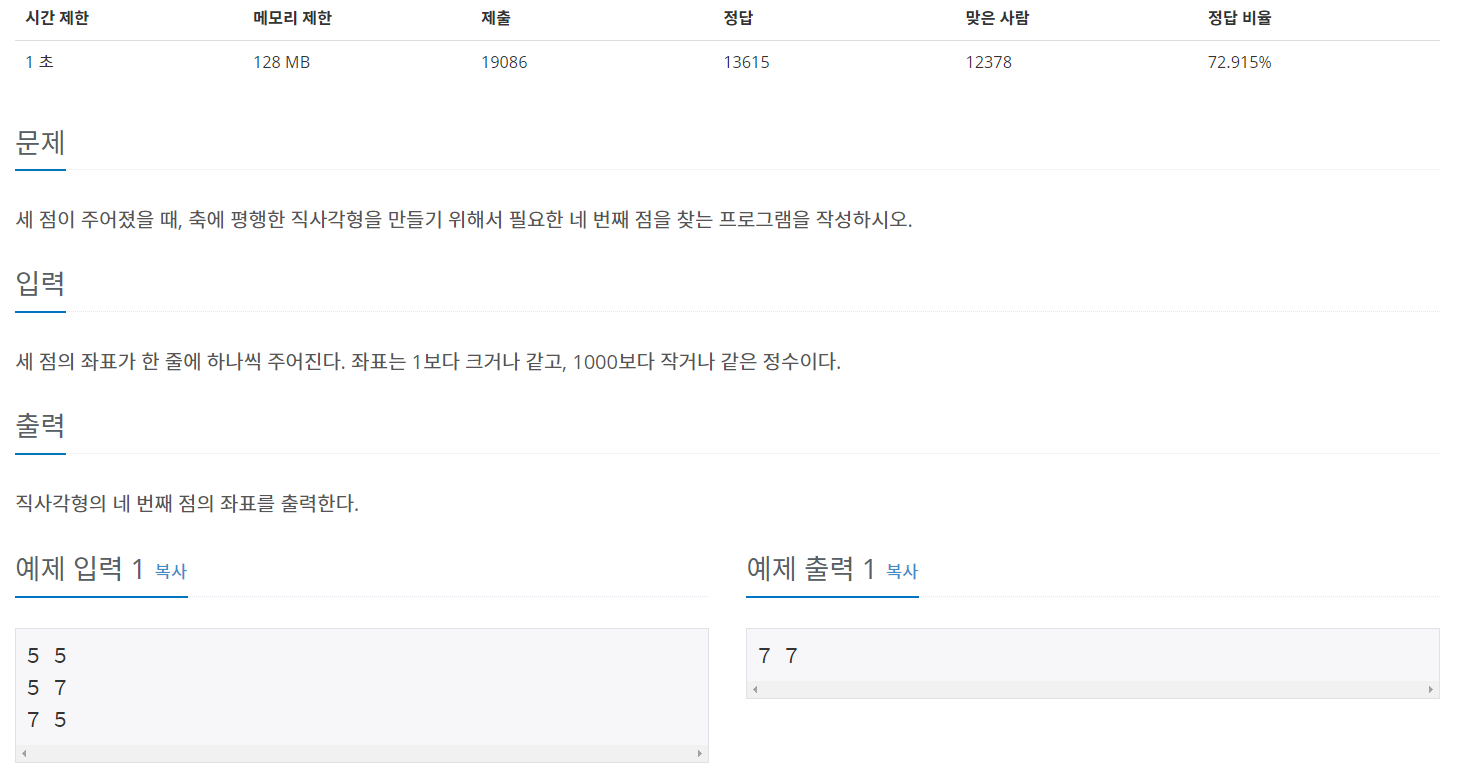 시간 제한 메모리 제한 제출 정답 맞은 사람 정답 비율
1 초 128 MB 19086 13615 12378 72.915%
문제
세 점이 주어졌을 때, 축에 평행한 직사각형을 만들기 위해서 필요한 네 번째 점을 찾는 프로그램을 작성하시오.
입력
세 점의 좌표가 한 줄에 하나씩 주어진다. 좌표는 1보다 크거나 같고, 1000보다 작거나 같은 정수이다.
출력
직사각형의 네 번째 점의 좌표를 출력한다.
예제 입력 1 복사
5 5
5 7
7 5
예제 출력 1 복사
7 7